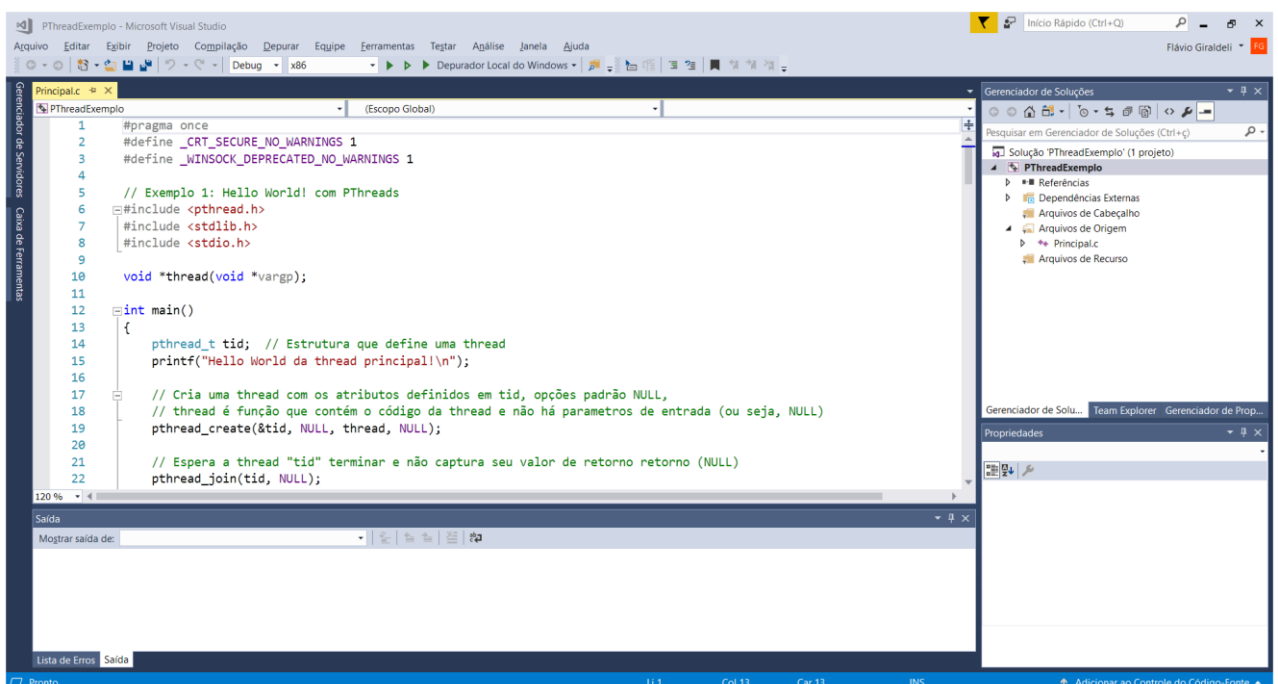 PThreadExemplo - Microsoft Visual Studio
Início Rápido (Ctrl+Q)
Arquivo Editar Exibir Projeto Compilação Depurar Equipe Ferramentas Testar Análise Janela Ajuda
Flávio Giraldeli FG
Debug x86 Depurador Local do Windows
Gerenciador de Servidores
Caixa de Ferramentas
Principal.c
PThreadExemplo (Escopo Global)
1 #pragma once
2 #define _CRT_SECURE_NO_WARNINGS 1
3 #define _WINSOCK_DEPRECATED_NO_WARNINGS 1
4
5 // Exemplo 1: Hello World! com PThreads
6 #include <pthread.h>
7 #include <stdlib.h>
8 #include <stdio.h>
9
10 void *thread(void *vargp);
11
12 int main()
13 {
14 pthread_t tid; // Estrutura que define uma thread
15 printf("Hello World da thread principal!\n");
16
17 // Cria uma thread com os atributos definidos em tid, opções padrão NULL,
18 // thread é função que contém o código da thread e não há parametros de entrada (ou seja, NULL)
19 pthread_create(&tid, NULL, thread, NULL);
20
21 // Espera a thread "tid" terminar e não captura seu valor de retorno retorno (NULL)
22 pthread_join(tid, NULL);
120 %
Saída
Mostrar saída de:
Lista de Erros Saída
Gerenciador de Soluções
Pesquisar em Gerenciador de Soluções (Ctrl+ç)
Solução 'PThreadExemplo' (1 projeto)
PThreadExemplo
Referências
Dependências Externas
Arquivos de Cabeçalho
Arquivos de Origem
Principal.c
Arquivos de Recurso
Gerenciador de Solu... Team Explorer Gerenciador de Prop...
Propriedades
Pronto Li 1 Col 13 Car 13 INS Adicionar ao Controle do Código-Fonte